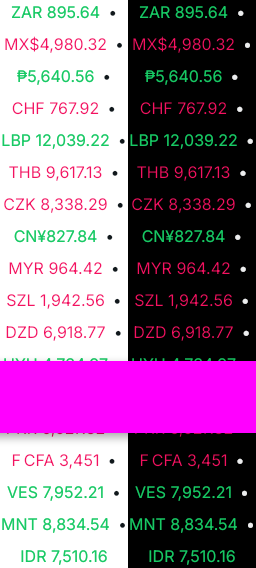 ZAR 895.64 • ZAR 895.64 •
MX$4,980.32 • MX$4,980.32 •
₱5,640.56 • ₱5,640.56 •
CHF 767.92 • CHF 767.92 •
LBP 12,039.22 • LBP 12,039.22 •
THB 9,617.13 • THB 9,617.13 •
CZK 8,338.29 • CZK 8,338.29 •
CN¥827.84 • CN¥827.84 •
MYR 964.42 • MYR 964.42 •
SZL 1,942.56 • SZL 1,942.56 •
DZD 6,918.77 • DZD 6,918.77 •
F CFA 3,451 • F CFA 3,451 •
VES 7,952.21 • VES 7,952.21 •
MNT 8,834.54 • MNT 8,834.54 •
IDR 7,510.16 IDR 7,510.16